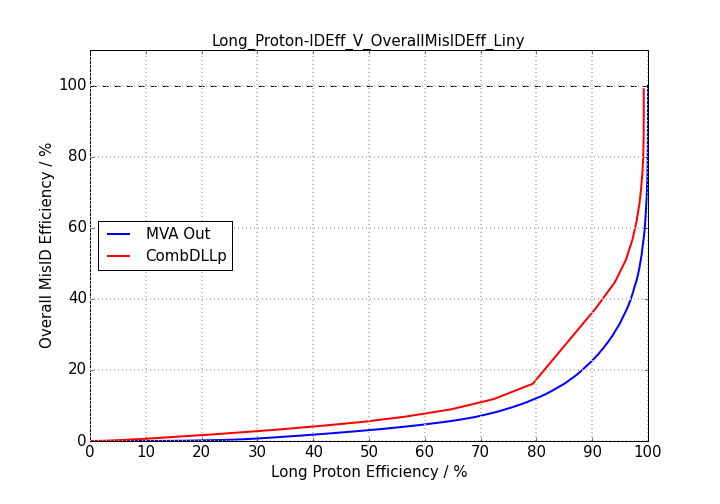 Long_Proton-IDEff_V_OverallMisIDEff_Liny
100
80
60
40
20
0
Overall MisID Efficiency / %
MVA Out
CombDLLp
0 10 20 30 40 50 60 70 80 90 100
Long Proton Efficiency / %